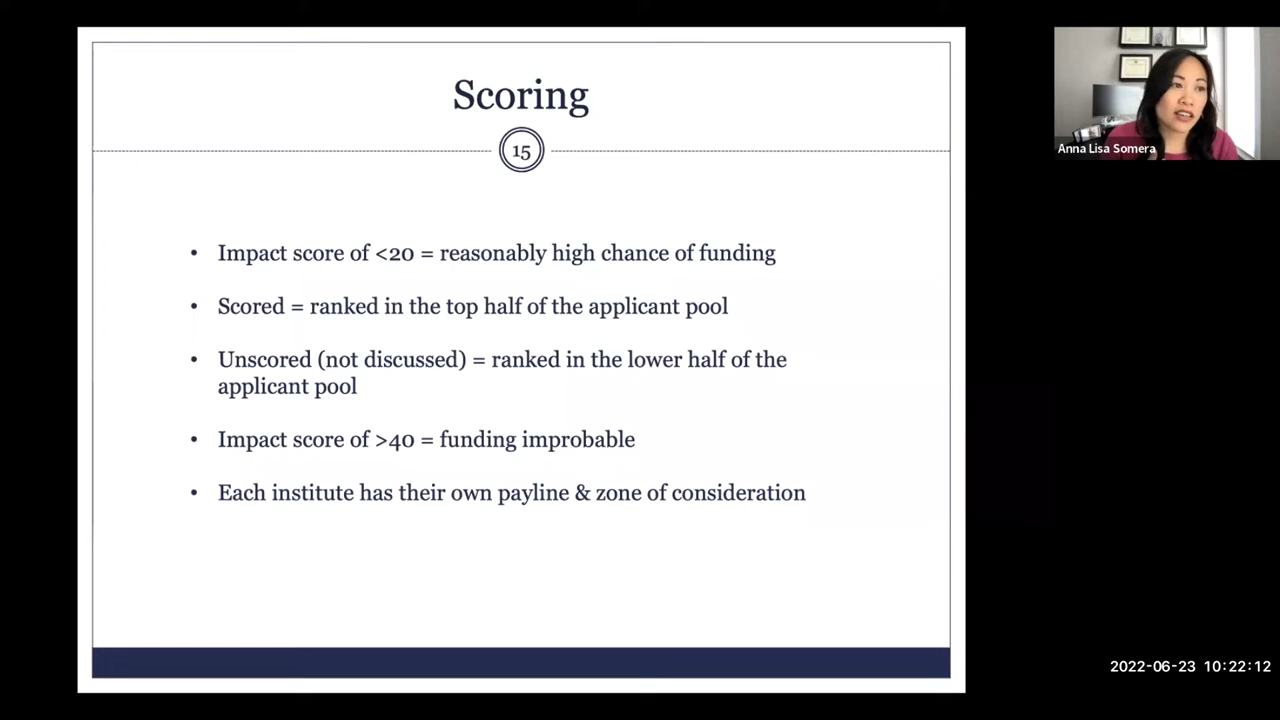 Scoring
15
• Impact score of <20 = reasonably high chance of funding
• Scored = ranked in the top half of the applicant pool
• Unscored (not discussed) = ranked in the lower half of the
applicant pool
• Impact score of >40 = funding improbable
• Each institute has their own payline & zone of consideration
Anna Lisa Somera
2022-06-23 10:22:12